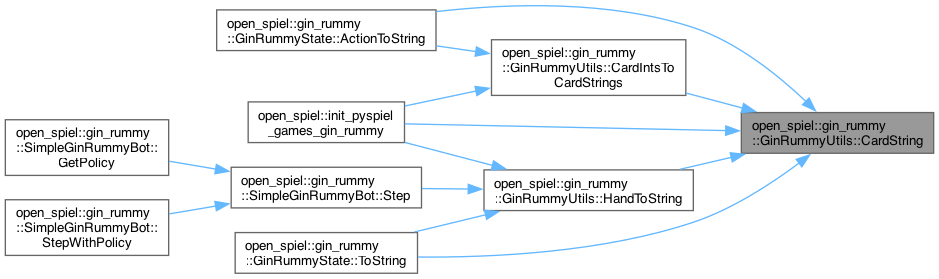 open_spiel::gin_rummy
::GinRummyState::ActionToString
open_spiel::gin_rummy
::GinRummyUtils::CardIntsTo
CardStrings
open_spiel::init_pyspiel
_games_gin_rummy
open_spiel::gin_rummy
::GinRummyUtils::CardString
open_spiel::gin_rummy
::SimpleGinRummyBot::
GetPolicy
open_spiel::gin_rummy
::SimpleGinRummyBot::Step
open_spiel::gin_rummy
::GinRummyUtils::HandToString
open_spiel::gin_rummy
::SimpleGinRummyBot::
StepWithPolicy
open_spiel::gin_rummy
::GinRummyState::ToString